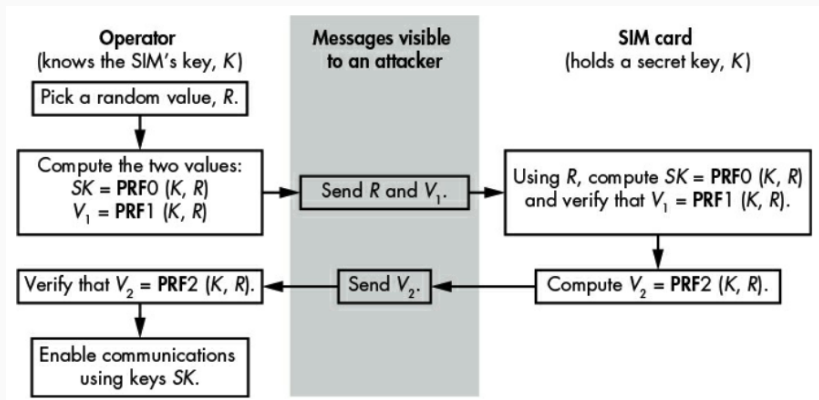 Operator
(knows the SIM's key, K)
Messages visible
to an attacker
SIM card
(holds a secret key, K)
Pick a random value, R.
Compute the two values:
SK = PRF0 (K, R)
V₁ = PRF1 (K, R)
Send R and V₁.
Using R, compute SK = PRF0 (K, R)
and verify that V₁ = PRF1 (K, R).
Verify that V₂ = PRF2 (K, R).
Send V₂.
Compute V₂ = PRF2 (K, R).
Enable communications
using keys SK.